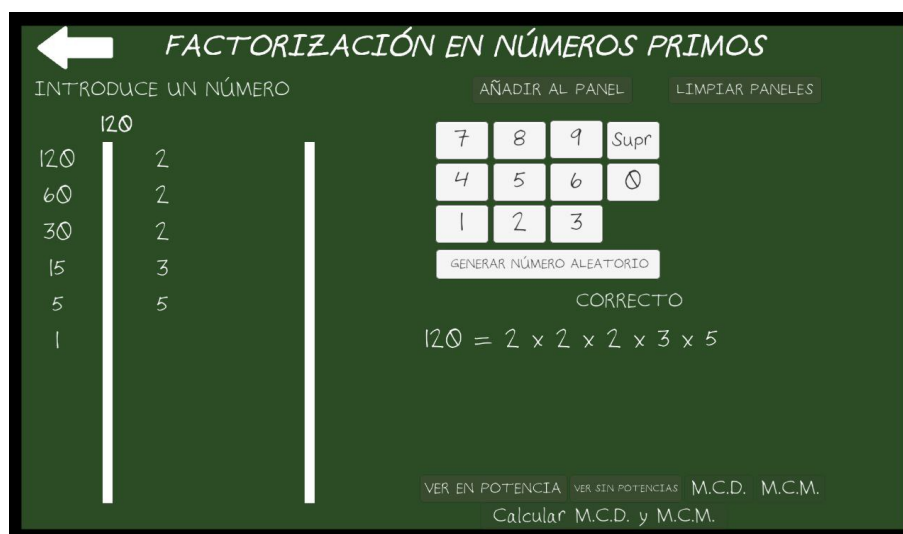 FACTORIZACIÓN EN NÚMEROS PRIMOS
INTRODUCE UN NÚMERO
120
120 2
60 2
30 2
15 3
5 5
1
AÑADIR AL PANEL LIMPIAR PANELES
7 8 9 Supr
4 5 6 0
1 2 3
GENERAR NÚMERO ALEATORIO
CORRECTO
120 = 2 x 2 x 2 x 3 x 5
VER EN POTENCIA VER SIN POTENCIAS M.C.D. M.C.M.
Calcular M.C.D. y M.C.M.